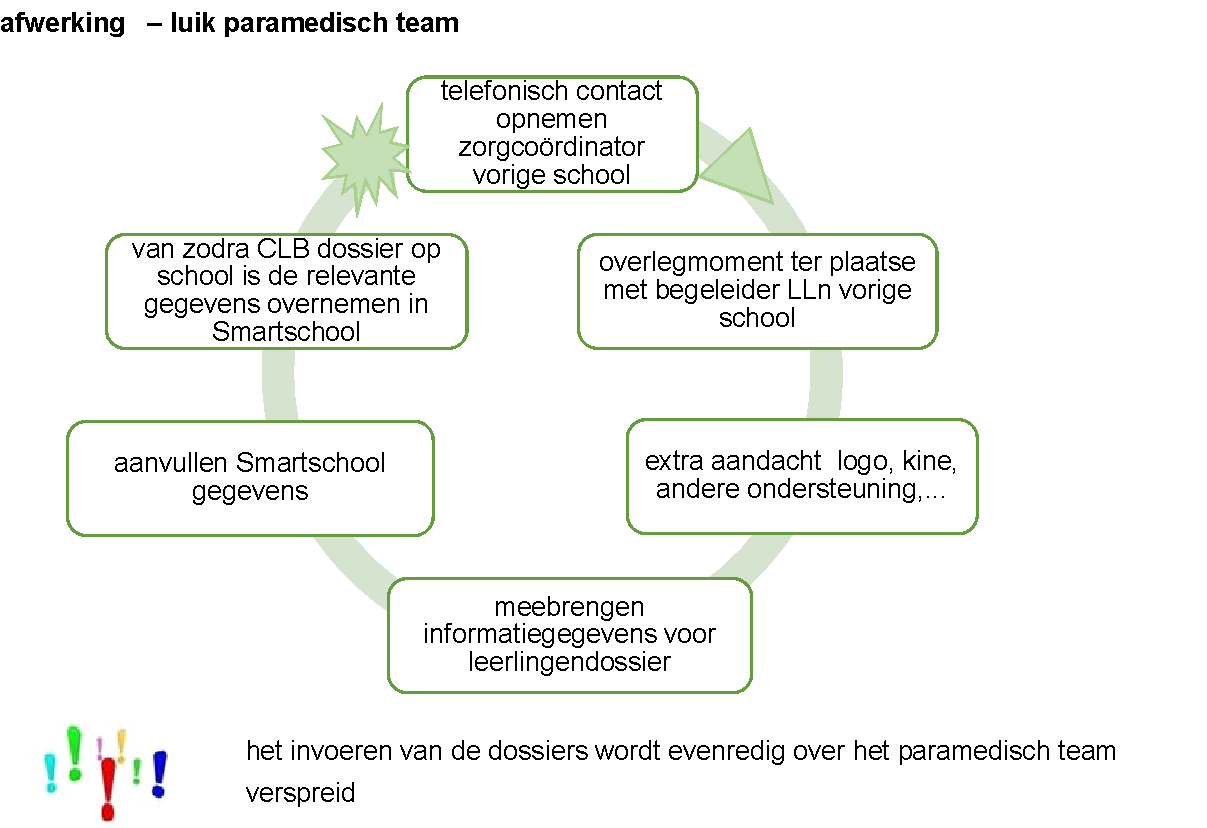 afwerking – luik paramedisch team
telefonisch contact
opnemen
zorgcoördinator
vorige school
overlegmoment ter plaatse
met begeleider LLn vorige
school
extra aandacht logo, kine,
andere ondersteuning,...
meebrengen
informatiegegevens voor
leerlingendossier
aanvullen Smartschool
gegevens
van zodra CLB dossier op
school is de relevante
gegevens overnemen in
Smartschool
het invoeren van de dossiers wordt evenredig over het paramedisch team
verspreid